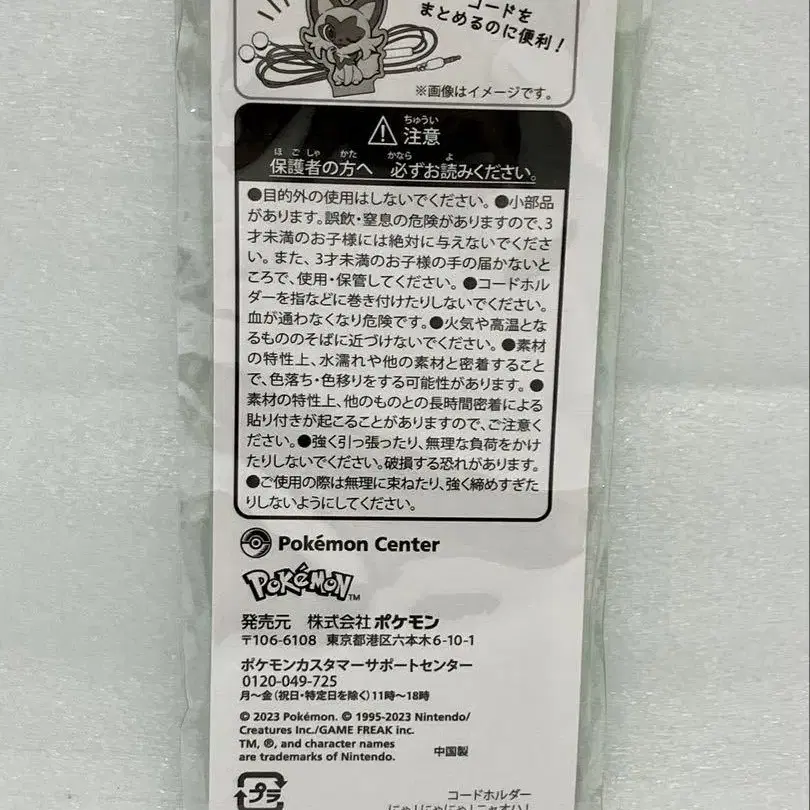 コードを
まとめるのに便利！
※画像はイメージです。
ちゅうい
注意
ほごしゃ かた かなら よ
保護者の方へ 必ずお読みください。
●目的外の使用はしないでください。●小部品
があります。誤飲・窒息の危険がありますので、3
才未満のお子様には絶対に与えないでくださ
い。また、3才未満のお子様の手の届かないと
ころで、使用・保管してください。●コードホル
ダーを指などに巻き付けたりしないでください。
血が通わなくなり危険です。●火気や高温とな
るもののそばに近づけないでください。●素材
の特性上、水濡れや他の素材と密着すること
で、色落ち・色移りをする可能性があります。●
素材の特性上、他のものとの長時間密着による
貼り付きが起こることがありますので、ご注意く
ださい。●強く引っ張ったり、無理な負荷をかけ
たりしないでください。破損する恐れがあります。
●ご使用の際は無理に束ねたり、強く締めすぎた
りしないようにしてください。
Pokémon Center
POKéMON™
発売元 株式会社ポケモン
〒106-6108 東京都港区六本木6-10-1
ポケモンカスタマーサポートセンター
0120-049-725
月～金（祝日・特定日を除く）11時～18時
© 2023 Pokémon. © 1995-2023 Nintendo/
Creatures Inc./GAME FREAK inc.
TM, ®, and character names
are trademarks of Nintendo.
中国製
プラ
コードホルダー